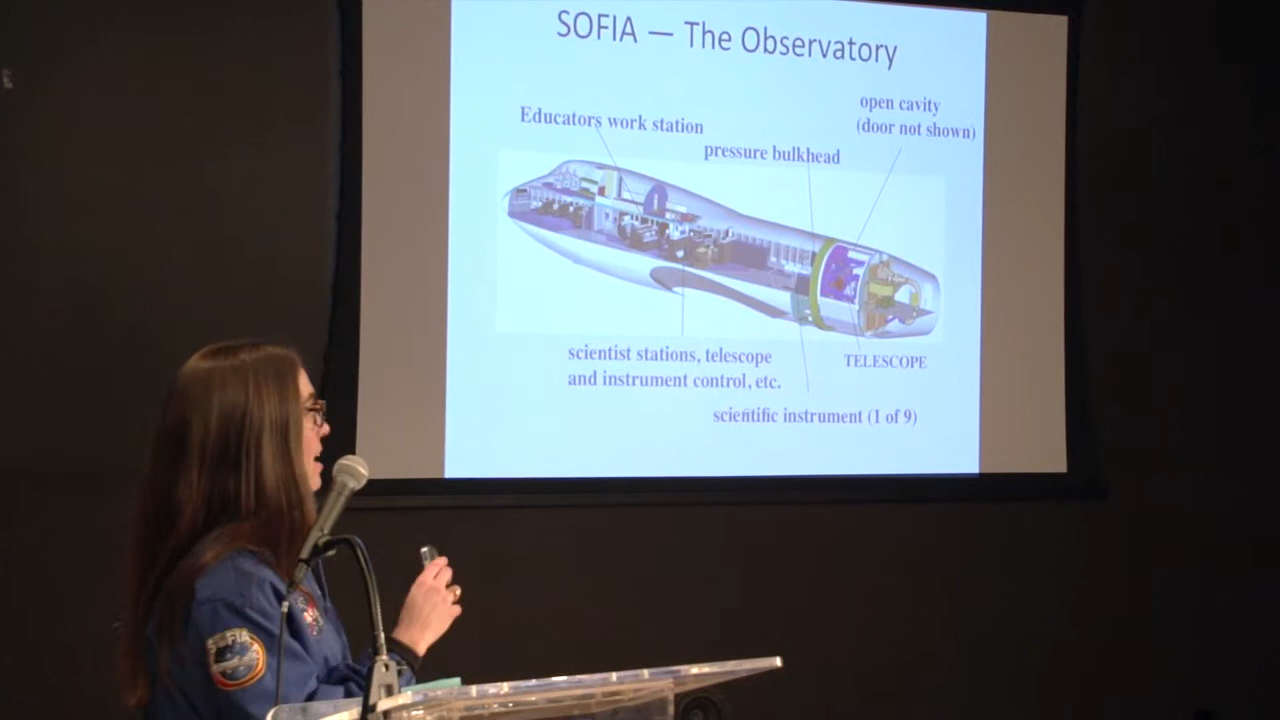 SOFIA — The Observatory
open cavity
(door not shown)
Educators work station
pressure bulkhead
scientist stations, telescope
and instrument control, etc.
TELESCOPE
scientific instrument (1 of 9)
SOFIA